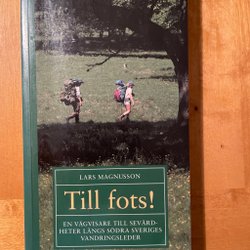 LARS MAGNUSSON
Till fots!
EN VÄGVISARE TILL SEVÄRD-
HETER LÄNGS SÖDRA SVERIGES
VANDRINGSLEDER